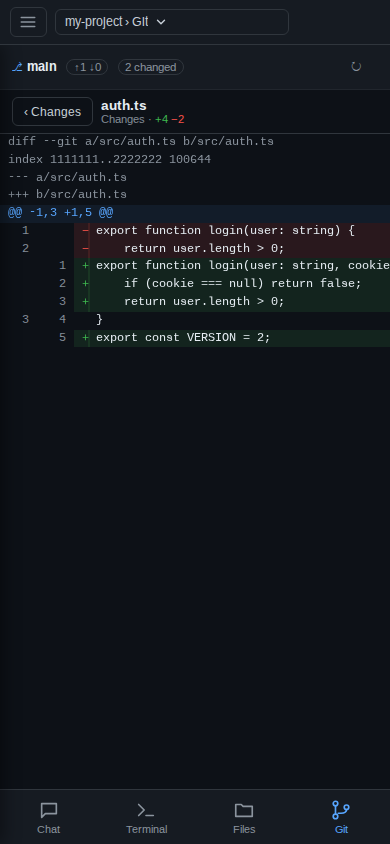 my-project › Git
main ↑1 ↓0 2 changed
‹ Changes
auth.ts
Changes · +4 −2
diff --git a/src/auth.ts b/src/auth.ts
index 1111111..2222222 100644
--- a/src/auth.ts
+++ b/src/auth.ts
@@ -1,3 +1,5 @@
1 − export function login(user: string) {
2 −     return user.length > 0;
1 + export function login(user: string, cookie
2 +     if (cookie === null) return false;
3 +     return user.length > 0;
3 4 }
5 + export const VERSION = 2;
Chat Terminal Files Git